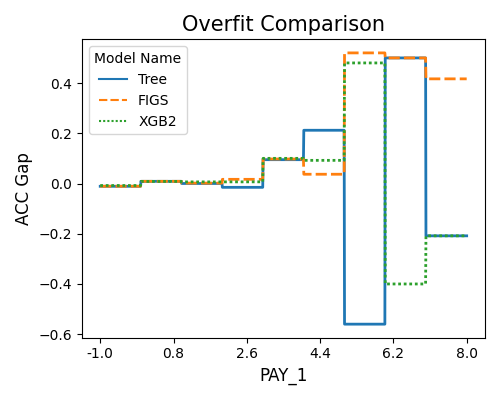 Overfit Comparison
Model Name
Tree
FIGS
XGB2
ACC Gap
0.4
0.2
0.0
−0.2
−0.4
−0.6
-1.0 0.8 2.6 4.4 6.2 8.0
PAY_1